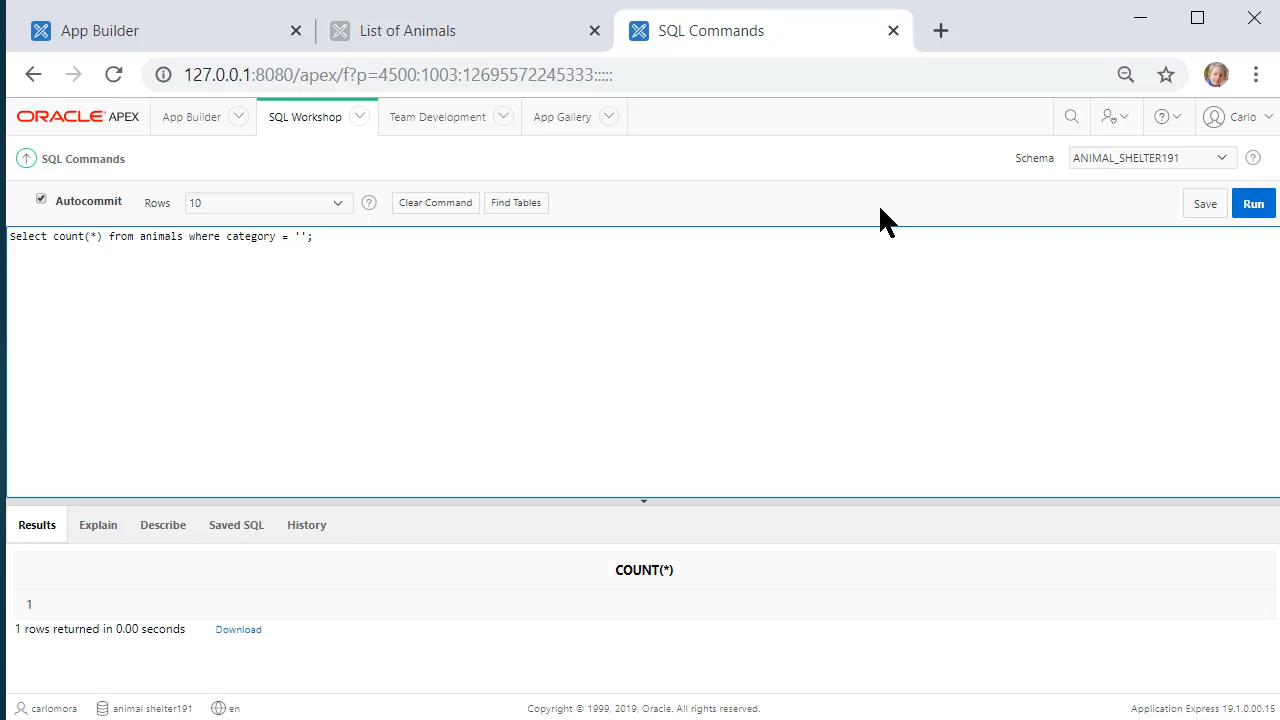 App Builder
List of Animals
SQL Commands
127.0.0.1:8080/apex/f?p=4500:1003:12695572245333:::::
ORACLE APEX
App Builder
SQL Workshop
Team Development
App Gallery
Carlo
SQL Commands
Schema
ANIMAL_SHELTER191
Autocommit
Rows
10
Clear Command
Find Tables
Save
Run
select count(*) from animals where category = '';
Results
Explain
Describe
Saved SQL
History
COUNT(*)
1
1 rows returned in 0.00 seconds
Download
carlomora
animal shelter191
en
Copyright © 1999, 2019, Oracle. All rights reserved.
Application Express 19.1.0.00.15